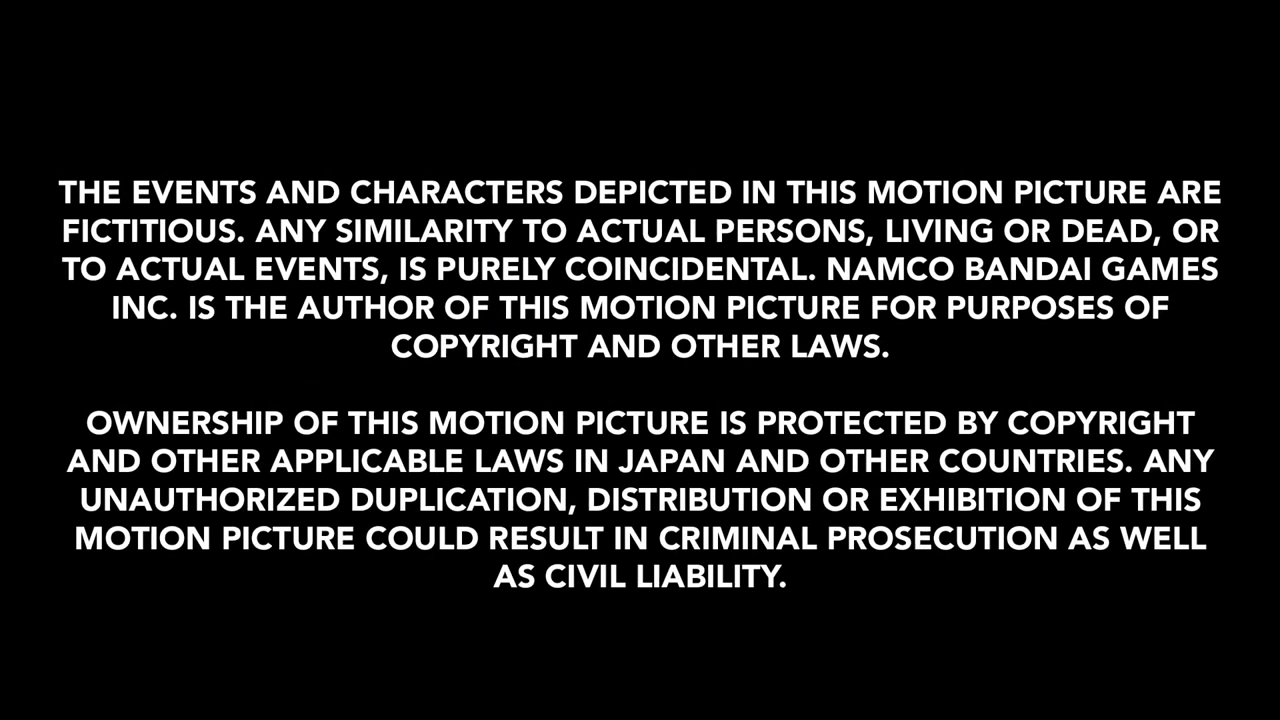 THE EVENTS AND CHARACTERS DEPICTED IN THIS MOTION PICTURE ARE
FICTITIOUS. ANY SIMILARITY TO ACTUAL PERSONS, LIVING OR DEAD, OR
TO ACTUAL EVENTS, IS PURELY COINCIDENTAL. NAMCO BANDAI GAMES
INC. IS THE AUTHOR OF THIS MOTION PICTURE FOR PURPOSES OF
COPYRIGHT AND OTHER LAWS.
OWNERSHIP OF THIS MOTION PICTURE IS PROTECTED BY COPYRIGHT
AND OTHER APPLICABLE LAWS IN JAPAN AND OTHER COUNTRIES. ANY
UNAUTHORIZED DUPLICATION, DISTRIBUTION OR EXHIBITION OF THIS
MOTION PICTURE COULD RESULT IN CRIMINAL PROSECUTION AS WELL
AS CIVIL LIABILITY.